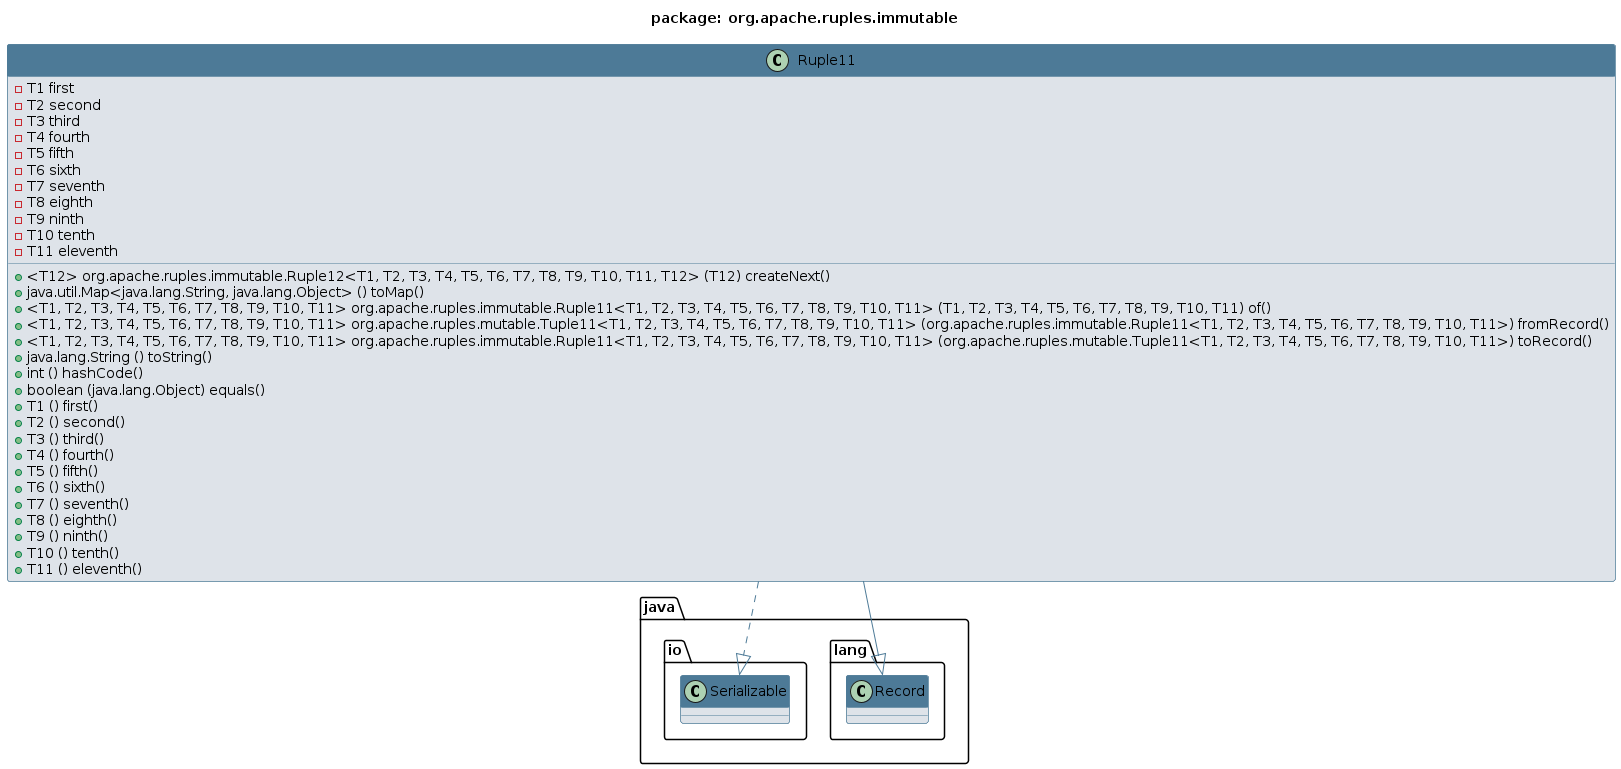 package: org.apache.ruples.immutable
C Ruple11
T1 first
T2 second
T3 third
T4 fourth
T5 fifth
T6 sixth
T7 seventh
T8 eighth
T9 ninth
T10 tenth
T11 eleventh
<T12> org.apache.ruples.immutable.Ruple12<T1, T2, T3, T4, T5, T6, T7, T8, T9, T10, T11, T12> (T12) createNext()
java.util.Map<java.lang.String, java.lang.Object> () toMap()
<T1, T2, T3, T4, T5, T6, T7, T8, T9, T10, T11> org.apache.ruples.immutable.Ruple11<T1, T2, T3, T4, T5, T6, T7, T8, T9, T10, T11> (T1, T2, T3, T4, T5, T6, T7, T8, T9, T10, T11) of()
<T1, T2, T3, T4, T5, T6, T7, T8, T9, T10, T11> org.apache.ruples.mutable.Tuple11<T1, T2, T3, T4, T5, T6, T7, T8, T9, T10, T11> (org.apache.ruples.immutable.Ruple11<T1, T2, T3, T4, T5, T6, T7, T8, T9, T10, T11>) fromRecord()
<T1, T2, T3, T4, T5, T6, T7, T8, T9, T10, T11> org.apache.ruples.immutable.Ruple11<T1, T2, T3, T4, T5, T6, T7, T8, T9, T10, T11> (org.apache.ruples.mutable.Tuple11<T1, T2, T3, T4, T5, T6, T7, T8, T9, T10, T11>) toRecord()
java.lang.String () toString()
int () hashCode()
boolean (java.lang.Object) equals()
T1 () first()
T2 () second()
T3 () third()
T4 () fourth()
T5 () fifth()
T6 () sixth()
T7 () seventh()
T8 () eighth()
T9 () ninth()
T10 () tenth()
T11 () eleventh()
java
io
lang
C Serializable
C Record